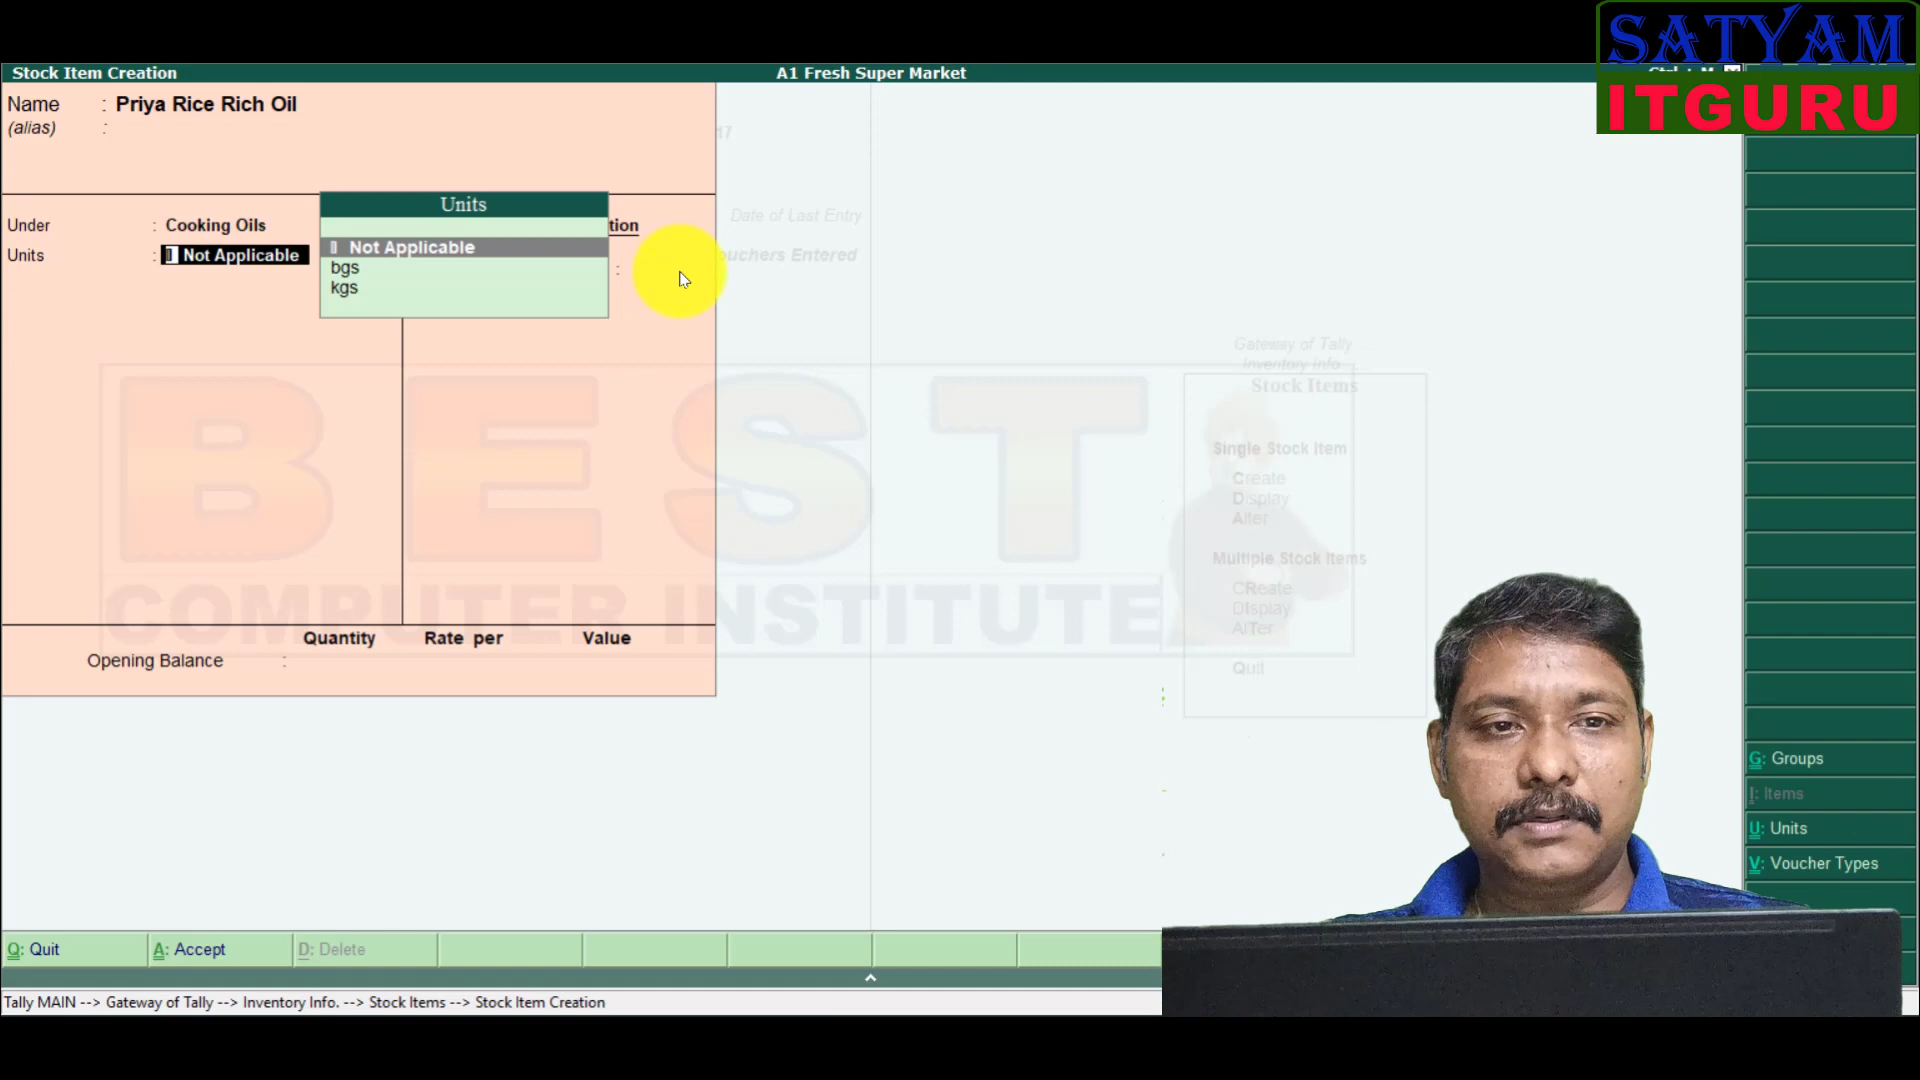 SATYAM
ITGURU
Stock Item Creation
A1 Fresh Super Market
Name : Priya Rice Rich Oil
(alias) :
Under : Cooking Oils
Units : Not Applicable
Units
Not Applicable
bgs
kgs
tion
:
17
Date of Last Entry
ouchers Entered
Gateway of Tally ...
Inventory Info. ...
Stock Items
Single Stock Item
Create
Display
Alter
Multiple Stock Items
CReate
DIsplay
AlTer
Quit
BEST
COMPUTER INSTITUTE
Quantity Rate per Value
Opening Balance :
G: Groups
I: Items
U: Units
V: Voucher Types
Q: Quit
A: Accept
D: Delete
Tally MAIN --> Gateway of Tally --> Inventory Info. --> Stock Items --> Stock Item Creation